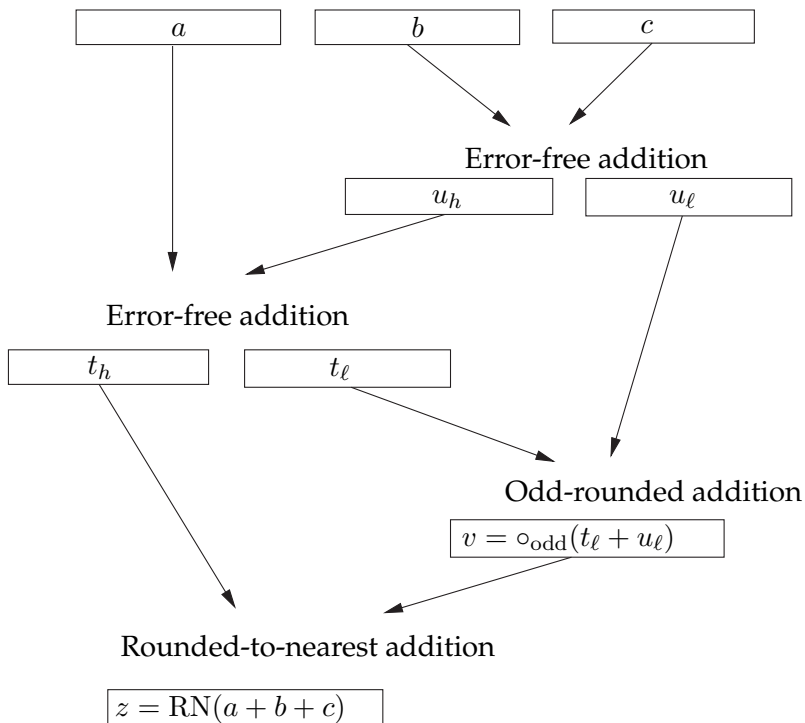 a b c
Error-free addition
u_h u_ℓ
Error-free addition
t_h t_ℓ
Odd-rounded addition
v = ∘_odd(t_ℓ + u_ℓ)
Rounded-to-nearest addition
z = RN(a + b + c)